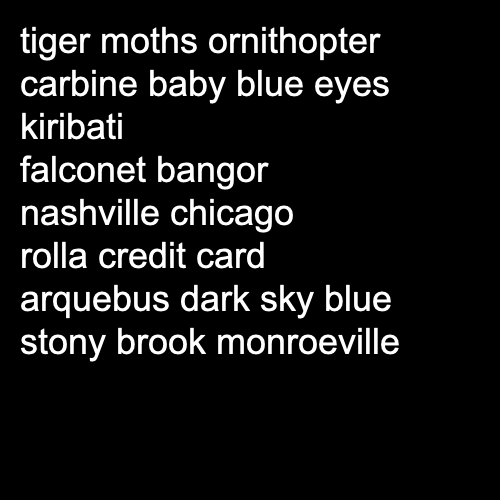 tiger moths ornithopter
carbine baby blue eyes
kiribati
falconet bangor
nashville chicago
rolla credit card
arquebus dark sky blue
stony brook monroeville